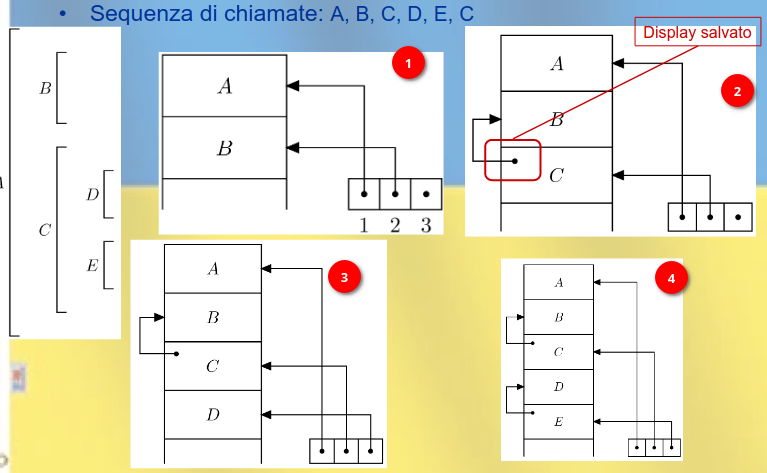 • Sequenza di chiamate: A, B, C, D, E, C
Display salvato
B
C
D
E
1
A
B
1 2 3
2
A
B
C
3
A
B
C
D
4
A
B
C
D
E